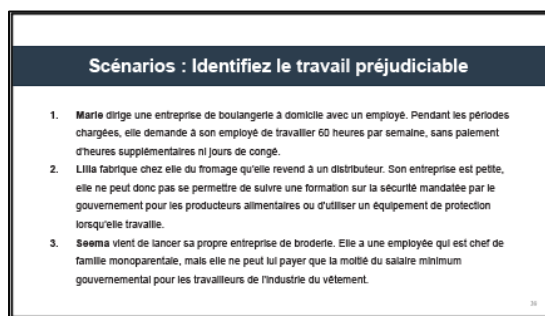 Scénarios : Identifiez le travail préjudiciable
1. Marie dirige une entreprise de boulangerie à domicile avec un employé. Pendant les périodes
chargées, elle demande à son employé de travailler 60 heures par semaine, sans paiement
d'heures supplémentaires ni jours de congé.
2. Lilia fabrique chez elle du fromage qu'elle revend à un distributeur. Son entreprise est petite,
elle ne peut donc pas se permettre de suivre une formation sur la sécurité mandatée par le
gouvernement pour les producteurs alimentaires ou d'utiliser un équipement de protection
lorsqu'elle travaille.
3. Seema vient de lancer sa propre entreprise de broderie. Elle a une employée qui est chef de
famille monoparentale, mais elle ne peut lui payer que la moitié du salaire minimum
gouvernemental pour les travailleurs de l'industrie du vêtement.